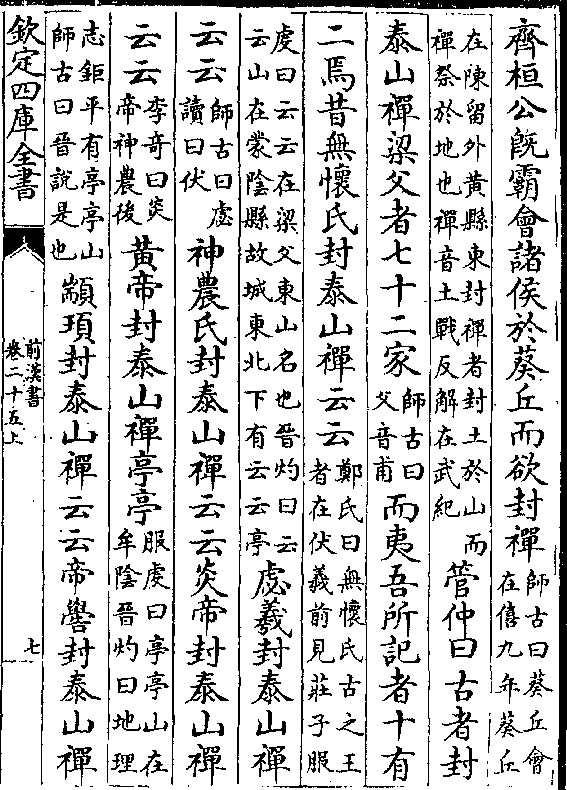 齊桓公旣霸會諸侯於葵丘而欲封禪師古曰葵丘會在僖九年葵丘
在陳留外黃縣東封禪者封土於山而禪祭於地也禪音土戰反解在武紀管仲曰古者封
泰山禪梁父者七十二家師古曰父音甫而夷吾所記者十有
二焉昔無懷氏封泰山禪云云鄭氏曰無懷氏古之王者在伏羲前見莊子服
虔曰云云在梁父東山名也晉灼曰云云山在蒙陰縣故城東北下有云云亭虙羲封泰山禪
云云師古曰虙讀曰伏神農氏封泰山禪云云炎帝封泰山禪
云云李奇曰炎帝神農後黃帝封泰山禪亭亭服虔曰亭亭山在牟陰晉灼曰地理
志鉅平有亭亭山師古曰晉說是也顓頊封泰山禪云云帝嚳封泰山禪
欽定四庫全書
前漢書
卷二十五上
七